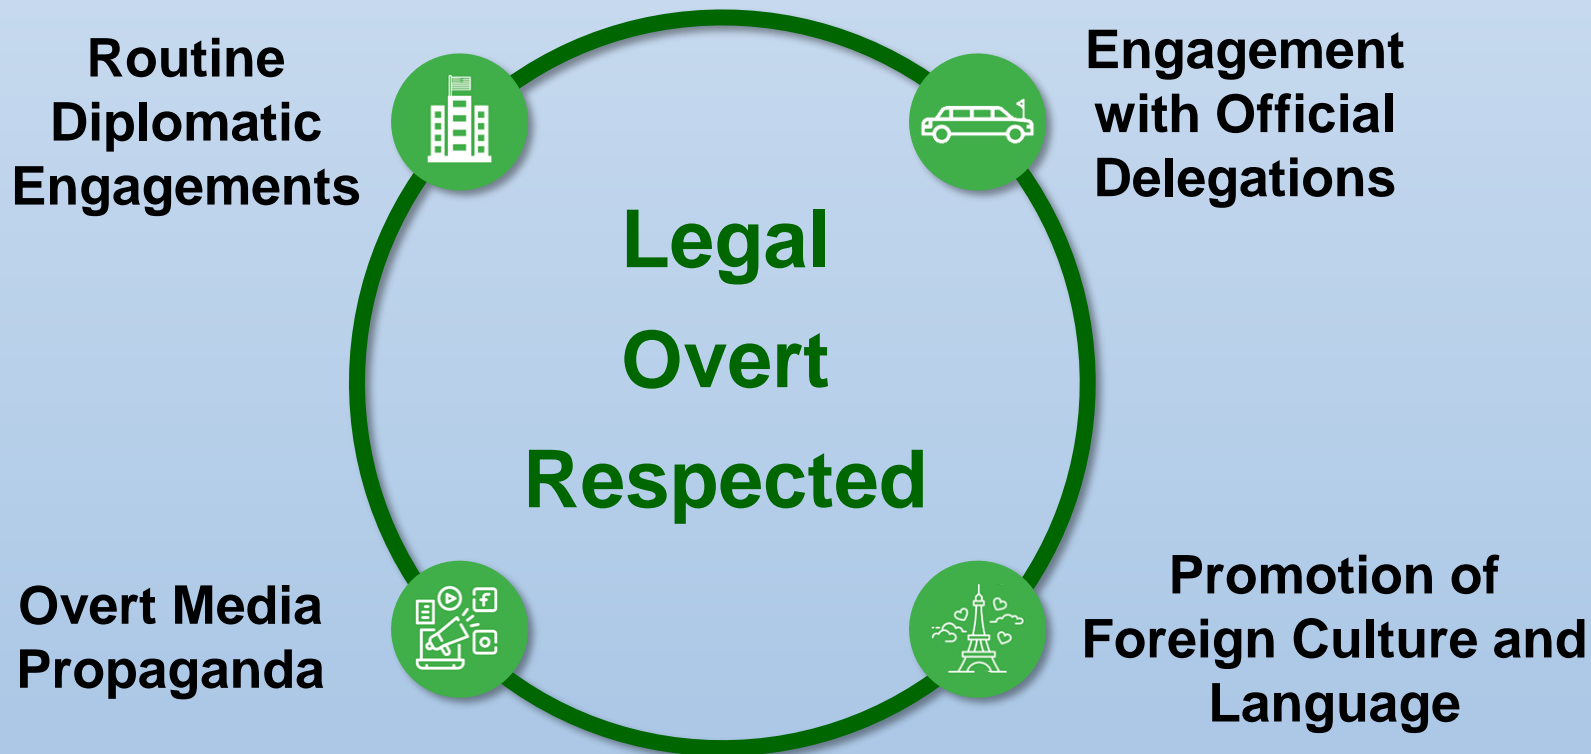 Routine
Diplomatic
Engagements
Engagement
with Official
Delegations
Legal
Overt
Respected
Overt Media
Propaganda
Promotion of
Foreign Culture and
Language